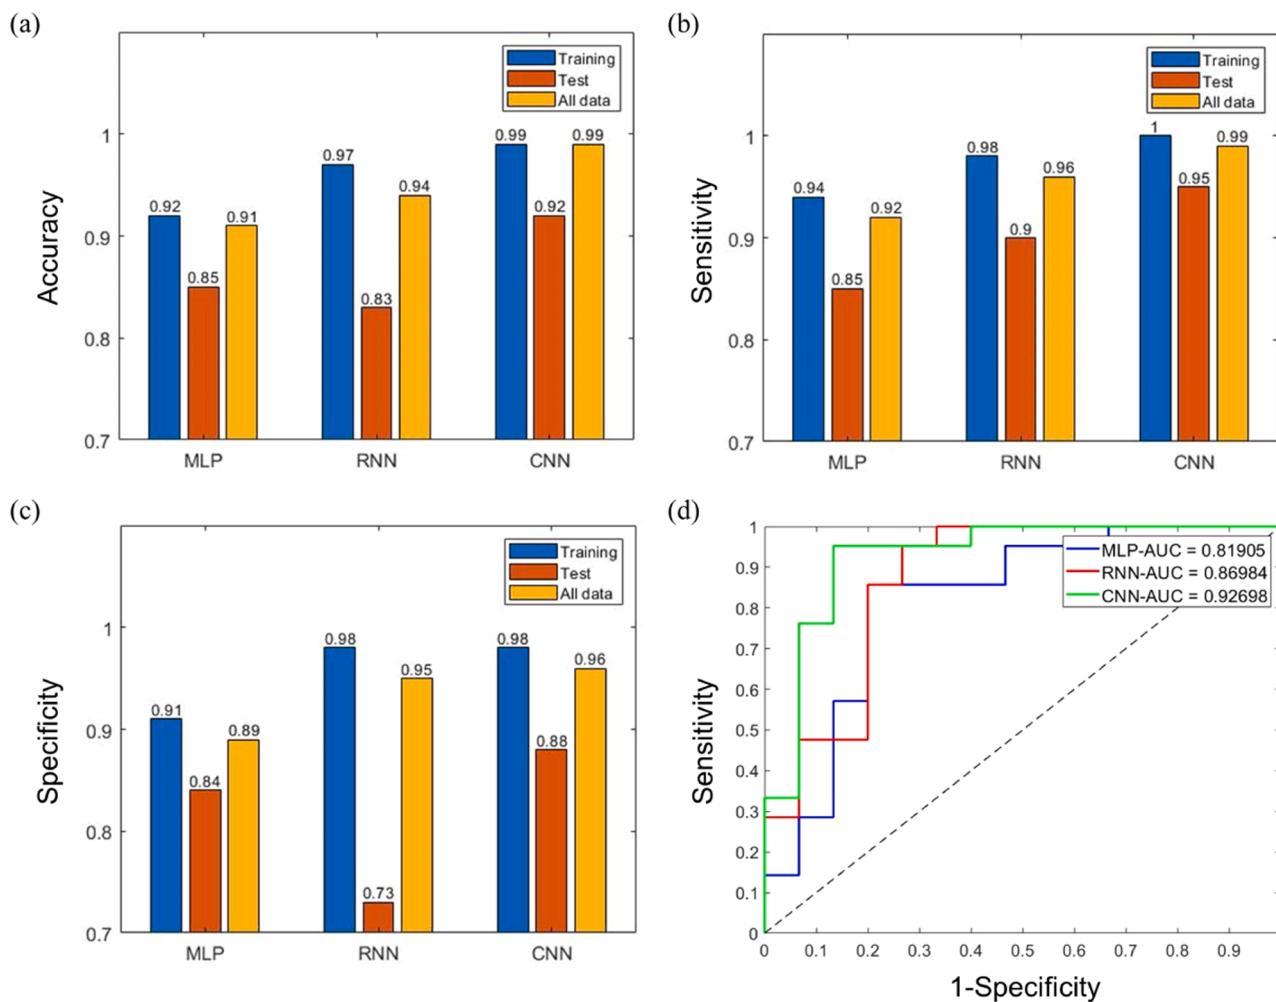 (a)
Training
Test
All data
1
0.9
0.8
0.7
Accuracy
0.92
0.85
0.91
0.97
0.83
0.94
0.99
0.92
0.99
MLP
RNN
CNN
(b)
Training
Test
All data
1
0.9
0.8
0.7
Sensitivity
0.94
0.85
0.92
0.98
0.9
0.96
1
0.95
0.99
MLP
RNN
CNN
(c)
Training
Test
All data
1
0.9
0.8
0.7
Specificity
0.91
0.84
0.89
0.98
0.73
0.95
0.98
0.88
0.96
MLP
RNN
CNN
(d)
1
0.9
0.8
0.7
0.6
0.5
0.4
0.3
0.2
0.1
0
Sensitivity
MLP-AUC = 0.81905
RNN-AUC = 0.86984
CNN-AUC = 0.92698
0 0.1 0.2 0.3 0.4 0.5 0.6 0.7 0.8 0.9
1-Specificity